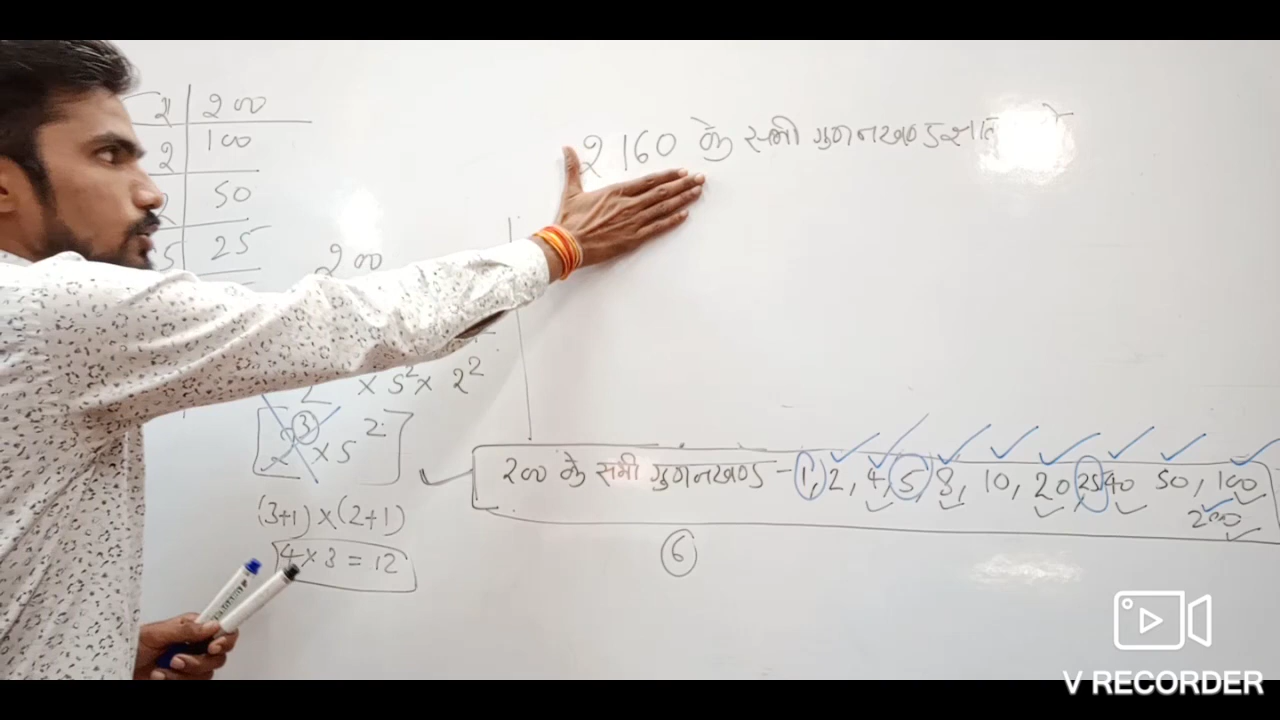 2 200
2 100
2 50
5 25
200
2160 के सभी गुणनखण्ड ज्ञात
× 5² × 2²
[2³ × 5²]
(3+1) × (2+1)
4 × 3 = 12
200 के सभी गुणनखण्ड - 1, 2, 4, 5, 8, 10, 20, 25 40 50, 100
200
6
V RECORDER